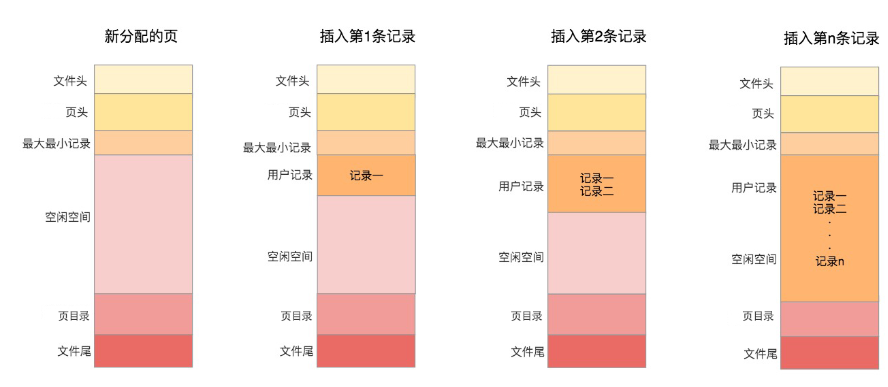 新分配的页
文件头
页头
最大最小记录
空闲空间
页目录
文件尾
插入第1条记录
文件头
页头
最大最小记录
用户记录
记录一
空闲空间
页目录
文件尾
插入第2条记录
文件头
页头
最大最小记录
用户记录
记录一
记录二
空闲空间
页目录
文件尾
插入第n条记录
文件头
页头
最大最小记录
用户记录
记录一
记录二
.
.
.
记录n
空闲空间
页目录
文件尾